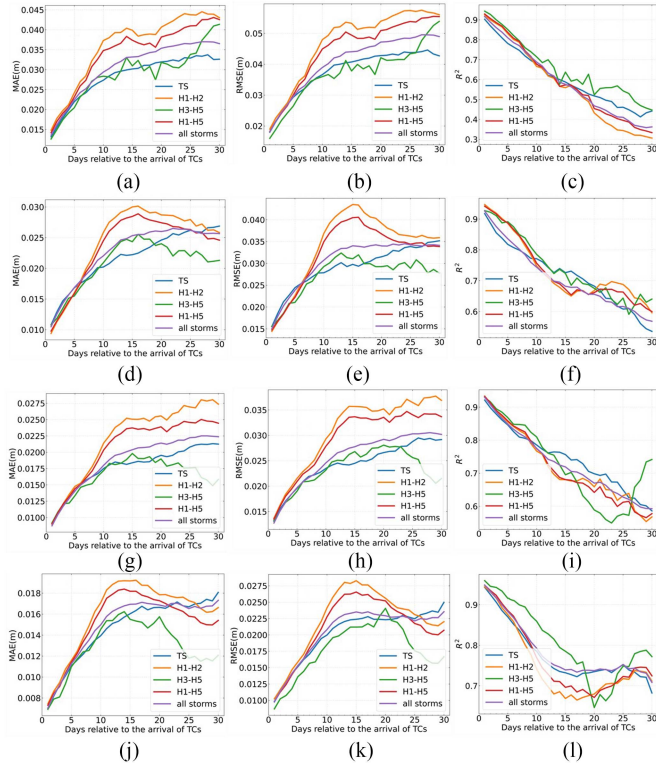 MAE(m)
0.045
0.040
0.035
0.030
0.025
0.020
0.015
0 5 10 15 20 25 30
Days relative to the arrival of TCs
TS
H1-H2
H3-H5
H1-H5
all storms
(a)
RMSE(m)
0.05
0.04
0.03
0.02
0 5 10 15 20 25 30
Days relative to the arrival of TCs
TS
H1-H2
H3-H5
H1-H5
all storms
(b)
R²
0.9
0.8
0.7
0.6
0.5
0.4
0.3
0 5 10 15 20 25 30
Days relative to the arrival of TCs
TS
H1-H2
H3-H5
H1-H5
all storms
(c)
MAE(m)
0.030
0.025
0.020
0.015
0.010
0 5 10 15 20 25 30
Days relative to the arrival of TCs
TS
H1-H2
H3-H5
H1-H5
all storms
(d)
RMSE(m)
0.040
0.035
0.030
0.025
0.020
0.015
0 5 10 15 20 25 30
Days relative to the arrival of TCs
TS
H1-H2
H3-H5
H1-H5
all storms
(e)
R²
0.9
0.8
0.7
0.6
0 5 10 15 20 25 30
Days relative to the arrival of TCs
TS
H1-H2
H3-H5
H1-H5
all storms
(f)
MAE(m)
0.0275
0.0250
0.0225
0.0200
0.0175
0.0150
0.0125
0.0100
0 5 10 15 20 25 30
Days relative to the arrival of TCs
TS
H1-H2
H3-H5
H1-H5
all storms
(g)
RMSE(m)
0.035
0.030
0.025
0.020
0.015
0 5 10 15 20 25 30
Days relative to the arrival of TCs
TS
H1-H2
H3-H5
H1-H5
all storms
(h)
R²
0.9
0.8
0.7
0.6
0 5 10 15 20 25 30
Days relative to the arrival of TCs
TS
H1-H2
H3-H5
H1-H5
all storms
(i)
MAE(m)
0.018
0.016
0.014
0.012
0.010
0.008
0 5 10 15 20 25 30
Days relative to the arrival of TCs
TS
H1-H2
H3-H5
H1-H5
all storms
(j)
RMSE(m)
0.0275
0.0250
0.0225
0.0200
0.0175
0.0150
0.0125
0.0100
0 5 10 15 20 25 30
Days relative to the arrival of TCs
TS
H1-H2
H3-H5
H1-H5
all storms
(k)
R²
0.9
0.8
0.7
0 5 10 15 20 25 30
Days relative to the arrival of TCs
TS
H1-H2
H3-H5
H1-H5
all storms
(l)